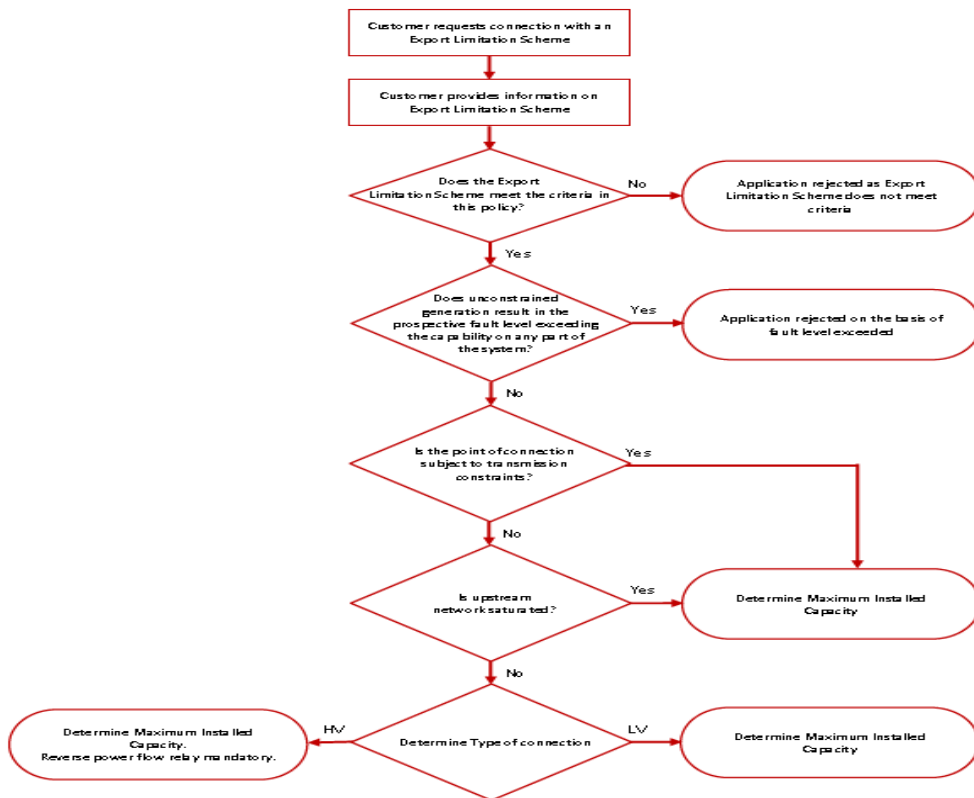 Customer requests connection with an
Export Limitation Scheme
Customer provides information on
Export Limitation Scheme
Does the Export
Limitation Scheme meet the criteria in
this policy?
No
Application rejected as Export
Limitation Scheme does not meet
criteria
Yes
Does unconstrained
generation result in the
prospective fault level exceeding
the capability on any part of
the system?
Yes
Application rejected on the basis of
fault level exceeded
No
Is the point of connection
subject to transmission
constraints?
Yes
No
Is upstream
network saturated?
Yes
Determine Maximum Installed
Capacity
No
Determine Maximum Installed
Capacity.
Reverse power flow relay mandatory.
HV
Determine Type of connection
LV
Determine Maximum Installed
Capacity